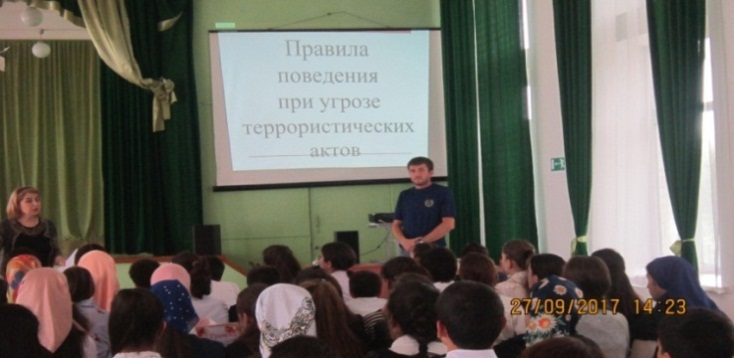 Правила
поведения
при угрозе
террористических
актов
27/09/2017 14:23